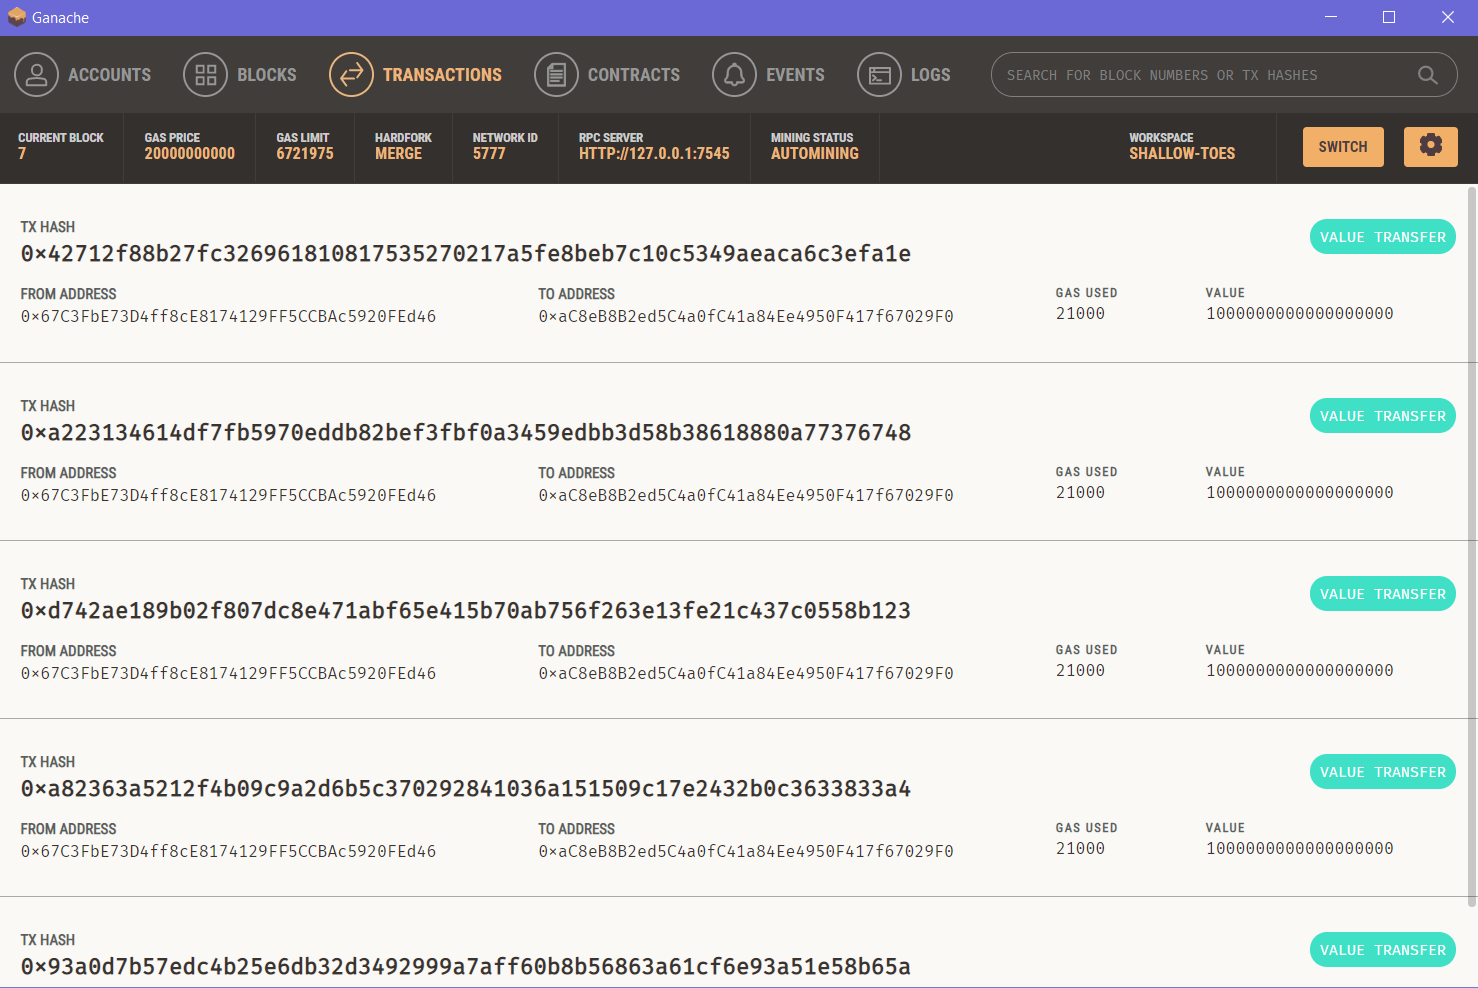 Ganache
ACCOUNTS BLOCKS TRANSACTIONS CONTRACTS EVENTS LOGS SEARCH FOR BLOCK NUMBERS OR TX HASHES
CURRENT BLOCK GAS PRICE GAS LIMIT HARDFORK NETWORK ID RPC SERVER MINING STATUS WORKSPACE
7 20000000000 6721975 MERGE 5777 HTTP://127.0.0.1:7545 AUTOMINING SHALLOW-TOES SWITCH
TX HASH
0×42712f88b27fc326961810817535270217a5fe8beb7c10c5349aeaca6c3efa1e VALUE TRANSFER
FROM ADDRESS TO ADDRESS GAS USED VALUE
0×67C3FbE73D4ff8cE8174129FF5CCBAc5920FEd46 0×aC8eB8B2ed5C4a0fC41a84Ee4950F417f67029F0 21000 1000000000000000000
TX HASH
0×a223134614df7fb5970eddb82bef3fbf0a3459edbb3d58b38618880a77376748 VALUE TRANSFER
FROM ADDRESS TO ADDRESS GAS USED VALUE
0×67C3FbE73D4ff8cE8174129FF5CCBAc5920FEd46 0×aC8eB8B2ed5C4a0fC41a84Ee4950F417f67029F0 21000 1000000000000000000
TX HASH
0×d742ae189b02f807dc8e471abf65e415b70ab756f263e13fe21c437c0558b123 VALUE TRANSFER
FROM ADDRESS TO ADDRESS GAS USED VALUE
0×67C3FbE73D4ff8cE8174129FF5CCBAc5920FEd46 0×aC8eB8B2ed5C4a0fC41a84Ee4950F417f67029F0 21000 1000000000000000000
TX HASH
0×a82363a5212f4b09c9a2d6b5c370292841036a151509c17e2432b0c3633833a4 VALUE TRANSFER
FROM ADDRESS TO ADDRESS GAS USED VALUE
0×67C3FbE73D4ff8cE8174129FF5CCBAc5920FEd46 0×aC8eB8B2ed5C4a0fC41a84Ee4950F417f67029F0 21000 1000000000000000000
TX HASH
0×93a0d7b57edc4b25e6db32d3492999a7aff60b8b56863a61cf6e93a51e58b65a VALUE TRANSFER